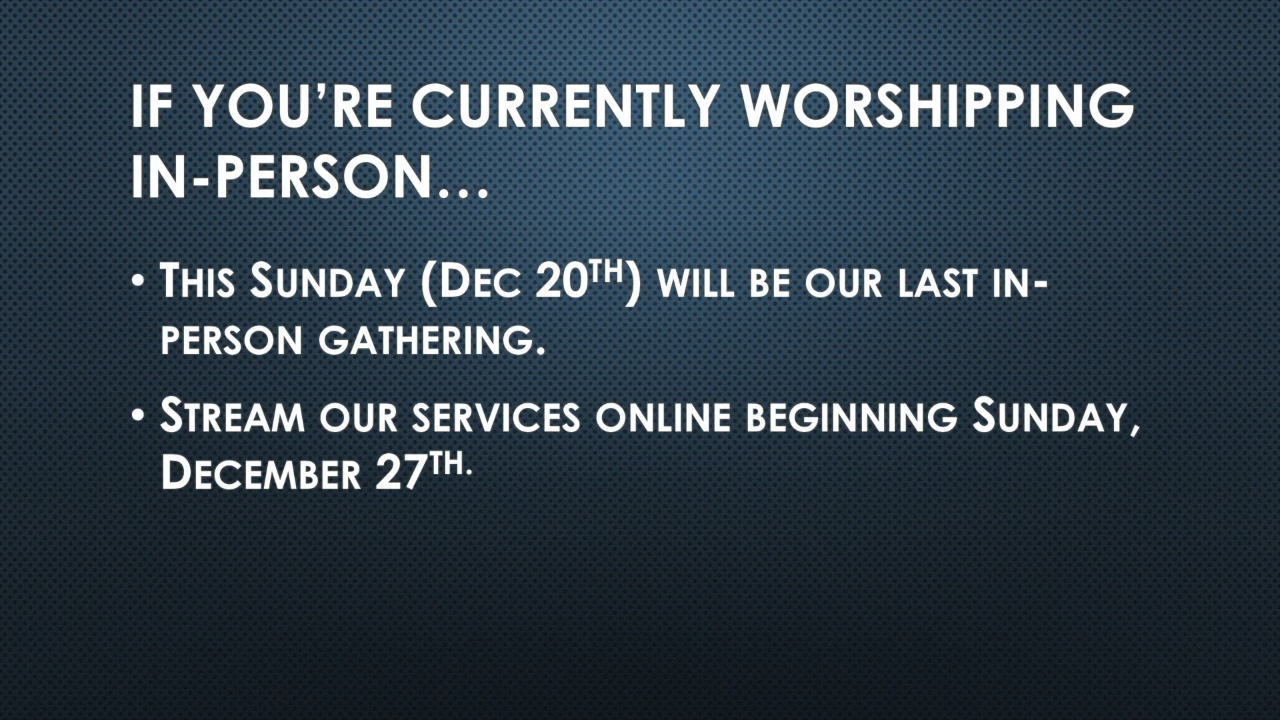 IF YOU’RE CURRENTLY WORSHIPPING
IN-PERSON…
• THIS SUNDAY (DEC 20TH) WILL BE OUR LAST IN-
PERSON GATHERING.
• STREAM OUR SERVICES ONLINE BEGINNING SUNDAY,
DECEMBER 27TH.